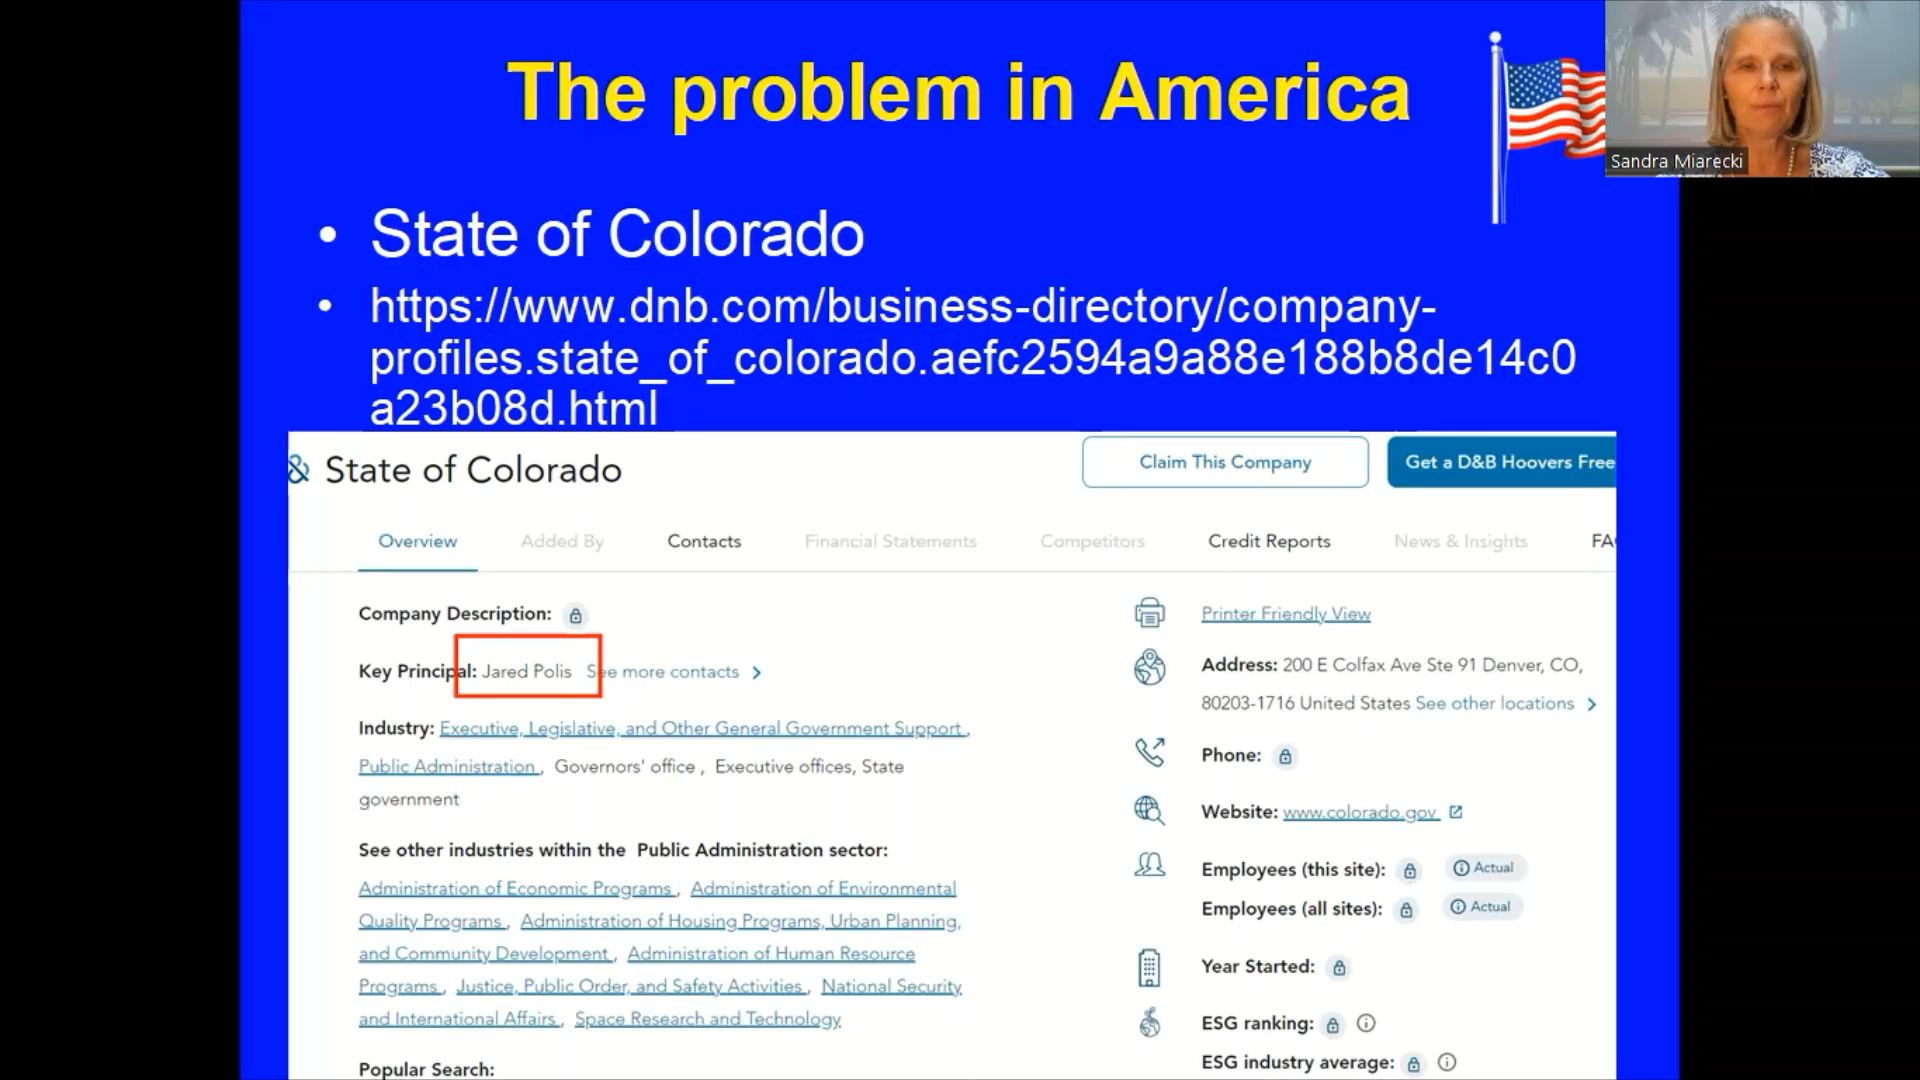 The problem in America
Sandra Miarecki
• State of Colorado
• https://www.dnb.com/business-directory/company-
profiles.state_of_colorado.aefc2594a9a88e188b8de14c0
a23b08d.html
& State of Colorado
Claim This Company
Get a D&B Hoovers Free
Overview
Added By
Contacts
Financial Statements
Competitors
Credit Reports
News & Insights
FA
Company Description:
Key Principal: Jared Polis See more contacts >
Industry: Executive, Legislative, and Other General Government Support ,
Public Administration , Governors' office , Executive offices, State
government
See other industries within the Public Administration sector:
Administration of Economic Programs , Administration of Environmental
Quality Programs , Administration of Housing Programs, Urban Planning,
and Community Development , Administration of Human Resource
Programs , Justice, Public Order, and Safety Activities , National Security
and International Affairs , Space Research and Technology
Popular Search:
Printer Friendly View
Address: 200 E Colfax Ave Ste 91 Denver, CO,
80203-1716 United States See other locations >
Phone:
Website: www.colorado.gov
Employees (this site): Actual
Employees (all sites): Actual
Year Started:
ESG ranking:
ESG industry average: